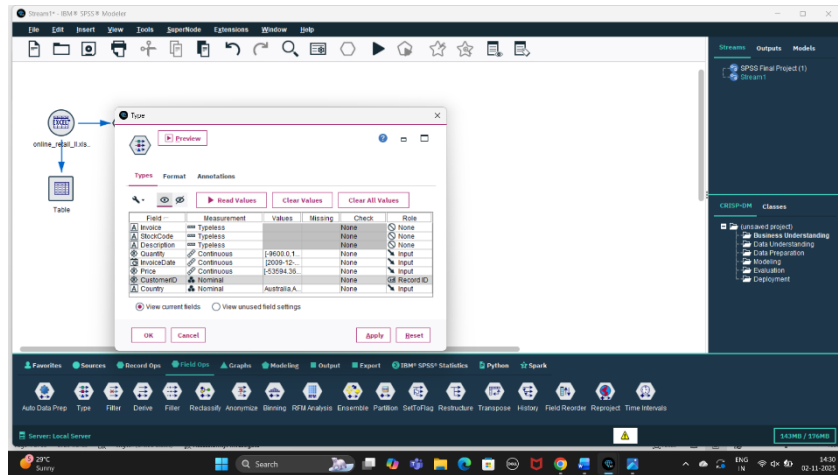 Stream1* - IBM® SPSS® Modeler
File Edit Insert View Tools SuperNode Extensions Window Help
Streams Outputs Models
SPSS Final Project (1)
Stream1
EXCEL
online_retail_II.xls..
Table
Type
Preview
Types Format Annotations
Read Values Clear Values Clear All Values
Field Measurement Values Missing Check Role
Invoice Typeless None None
StockCode Typeless None None
Description Typeless None None
Quantity Continuous [-9600.0,1... None Input
InvoiceDate Continuous [2009-12-... None Input
Price Continuous [-53594.36... None Input
CustomerID Nominal None Record ID
Country Nominal Australia,A... None Input
View current fields View unused field settings
OK Cancel Apply Reset
CRISP-DM Classes
(unsaved project)
Business Understanding
Data Understanding
Data Preparation
Modeling
Evaluation
Deployment
Favorites Sources Record Ops Field Ops Graphs Modeling Output Export IBM® SPSS® Statistics Python Spark
Auto Data Prep Type Filter Derive Filler Reclassify Anonymize Binning RFM Analysis Ensemble Partition SetToFlag Restructure Transpose History Field Reorder Reproject Time Intervals
Server: Local Server
143MB / 176MB
29°C
Sunny
Search
ENG
IN
14:30